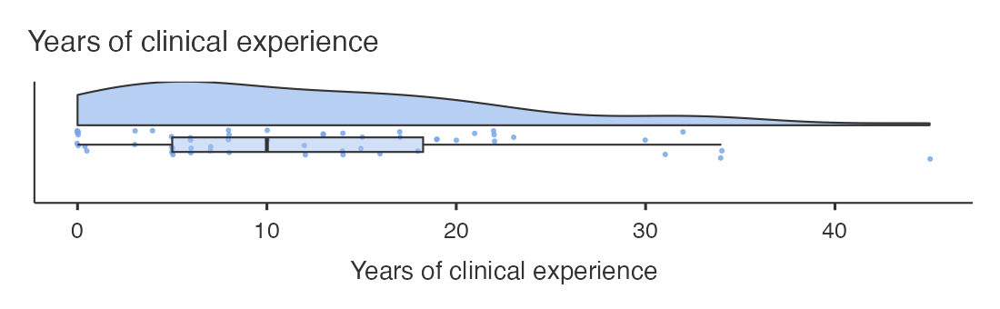 Years of clinical experience
0 10 20 30 40
Years of clinical experience